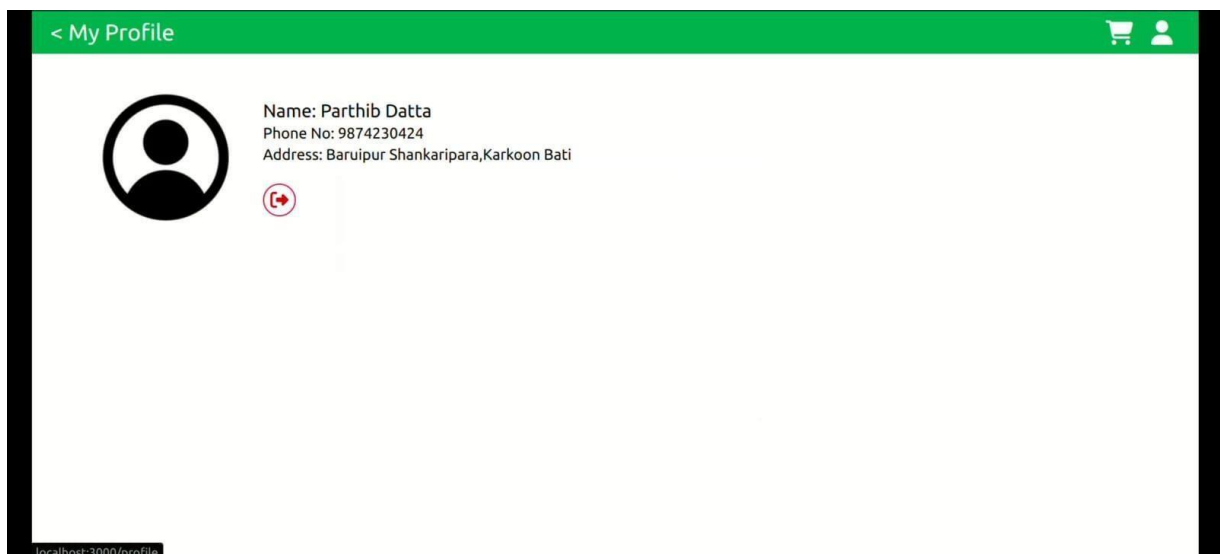 < My Profile
Name: Parthib Datta
Phone No: 9874230424
Address: Baruipur Shankaripara,Karkoon Bati
localhost:3000/profile